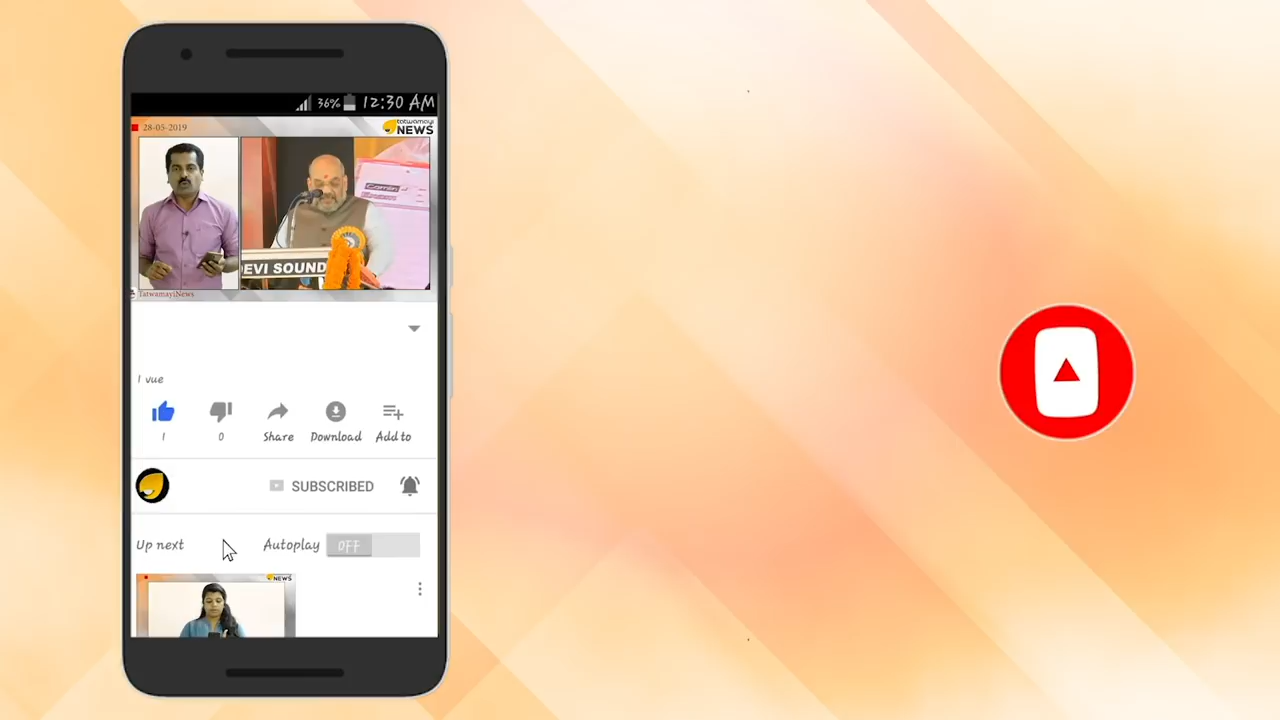 36% 12:30 AM
28-05-2019
tatwamayi
NEWS
DEVI SOUND
TatwamayiNews
1 vue
1
0
Share
Download
Add to
SUBSCRIBED
Up next
Autoplay
OFF
NEWS